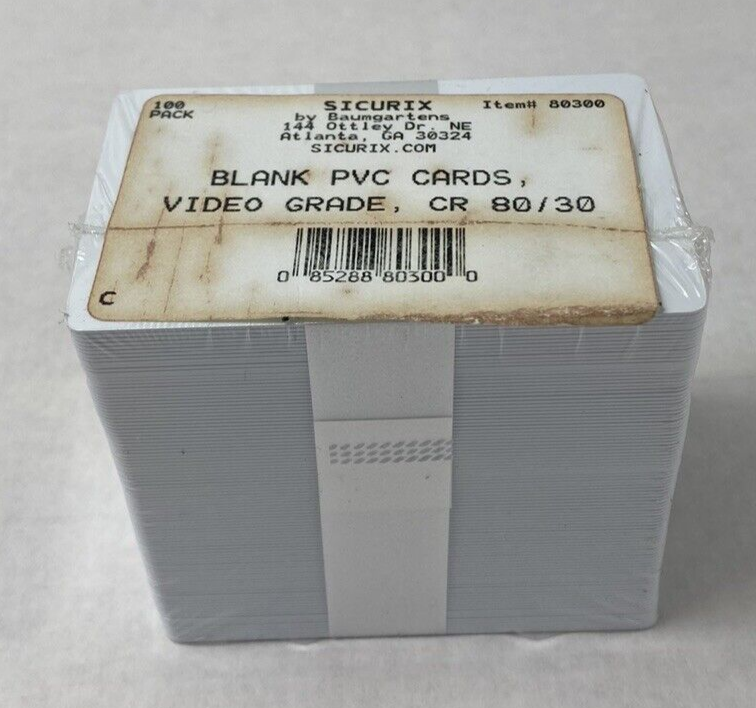 100
PACK
SICURIX
Item# 80300
by Baumgartens
144 Ottley Dr. NE
Atlanta, GA 30324
SICURIX.COM
BLANK PVC CARDS,
VIDEO GRADE, CR 80/30
0 85288 80300 0
C